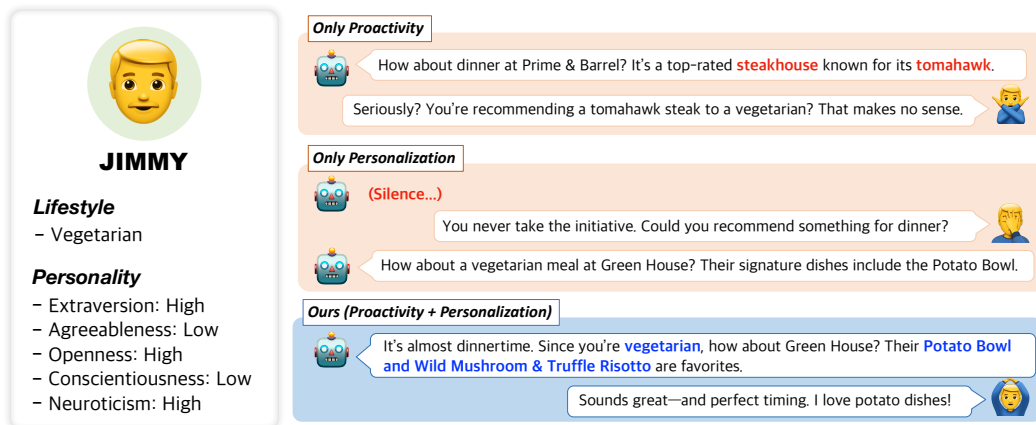 JIMMY
Lifestyle
– Vegetarian
Personality
– Extraversion: High
– Agreeableness: Low
– Openness: High
– Conscientiousness: Low
– Neuroticism: High
Only Proactivity
How about dinner at Prime & Barrel? It's a top-rated steakhouse known for its tomahawk.
Seriously? You're recommending a tomahawk steak to a vegetarian? That makes no sense.
Only Personalization
(Silence...)
You never take the initiative. Could you recommend something for dinner?
How about a vegetarian meal at Green House? Their signature dishes include the Potato Bowl.
Ours (Proactivity + Personalization)
It's almost dinnertime. Since you're vegetarian, how about Green House? Their Potato Bowl
and Wild Mushroom & Truffle Risotto are favorites.
Sounds great—and perfect timing. I love potato dishes!